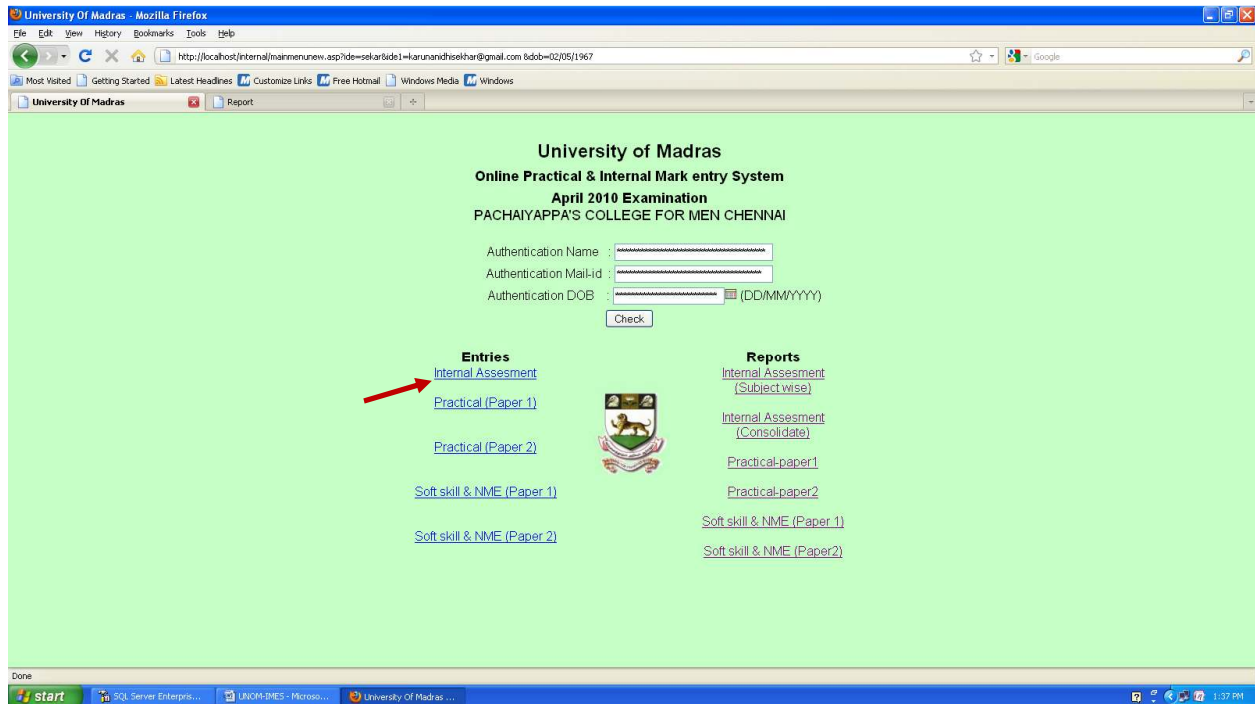 University Of Madras - Mozilla Firefox
File Edit View History Bookmarks Tools Help
http://localhost/internal/mainmenunew.asp?ide=sekar&ide1=karunanidhisekhar@gmail.com &dob=02/05/1967
Google
Most Visited Getting Started Latest Headlines Customize Links Free Hotmail Windows Media Windows
University Of Madras Report
University of Madras
Online Practical & Internal Mark entry System
April 2010 Examination
PACHAIYAPPA'S COLLEGE FOR MEN CHENNAI
Authentication Name :
Authentication Mail-id :
Authentication DOB : (DD/MM/YYYY)
Check
Entries
Internal Assesment
Practical (Paper 1)
Practical (Paper 2)
Soft skill & NME (Paper 1)
Soft skill & NME (Paper 2)
Reports
Internal Assesment
(Subject wise)
Internal Assesment
(Consolidate)
Practical-paper1
Practical-paper2
Soft skill & NME (Paper 1)
Soft skill & NME (Paper2)
Done
start SQL Server Enterpris... UNOM-IMES - Microso... University Of Madras ... 1:37 PM